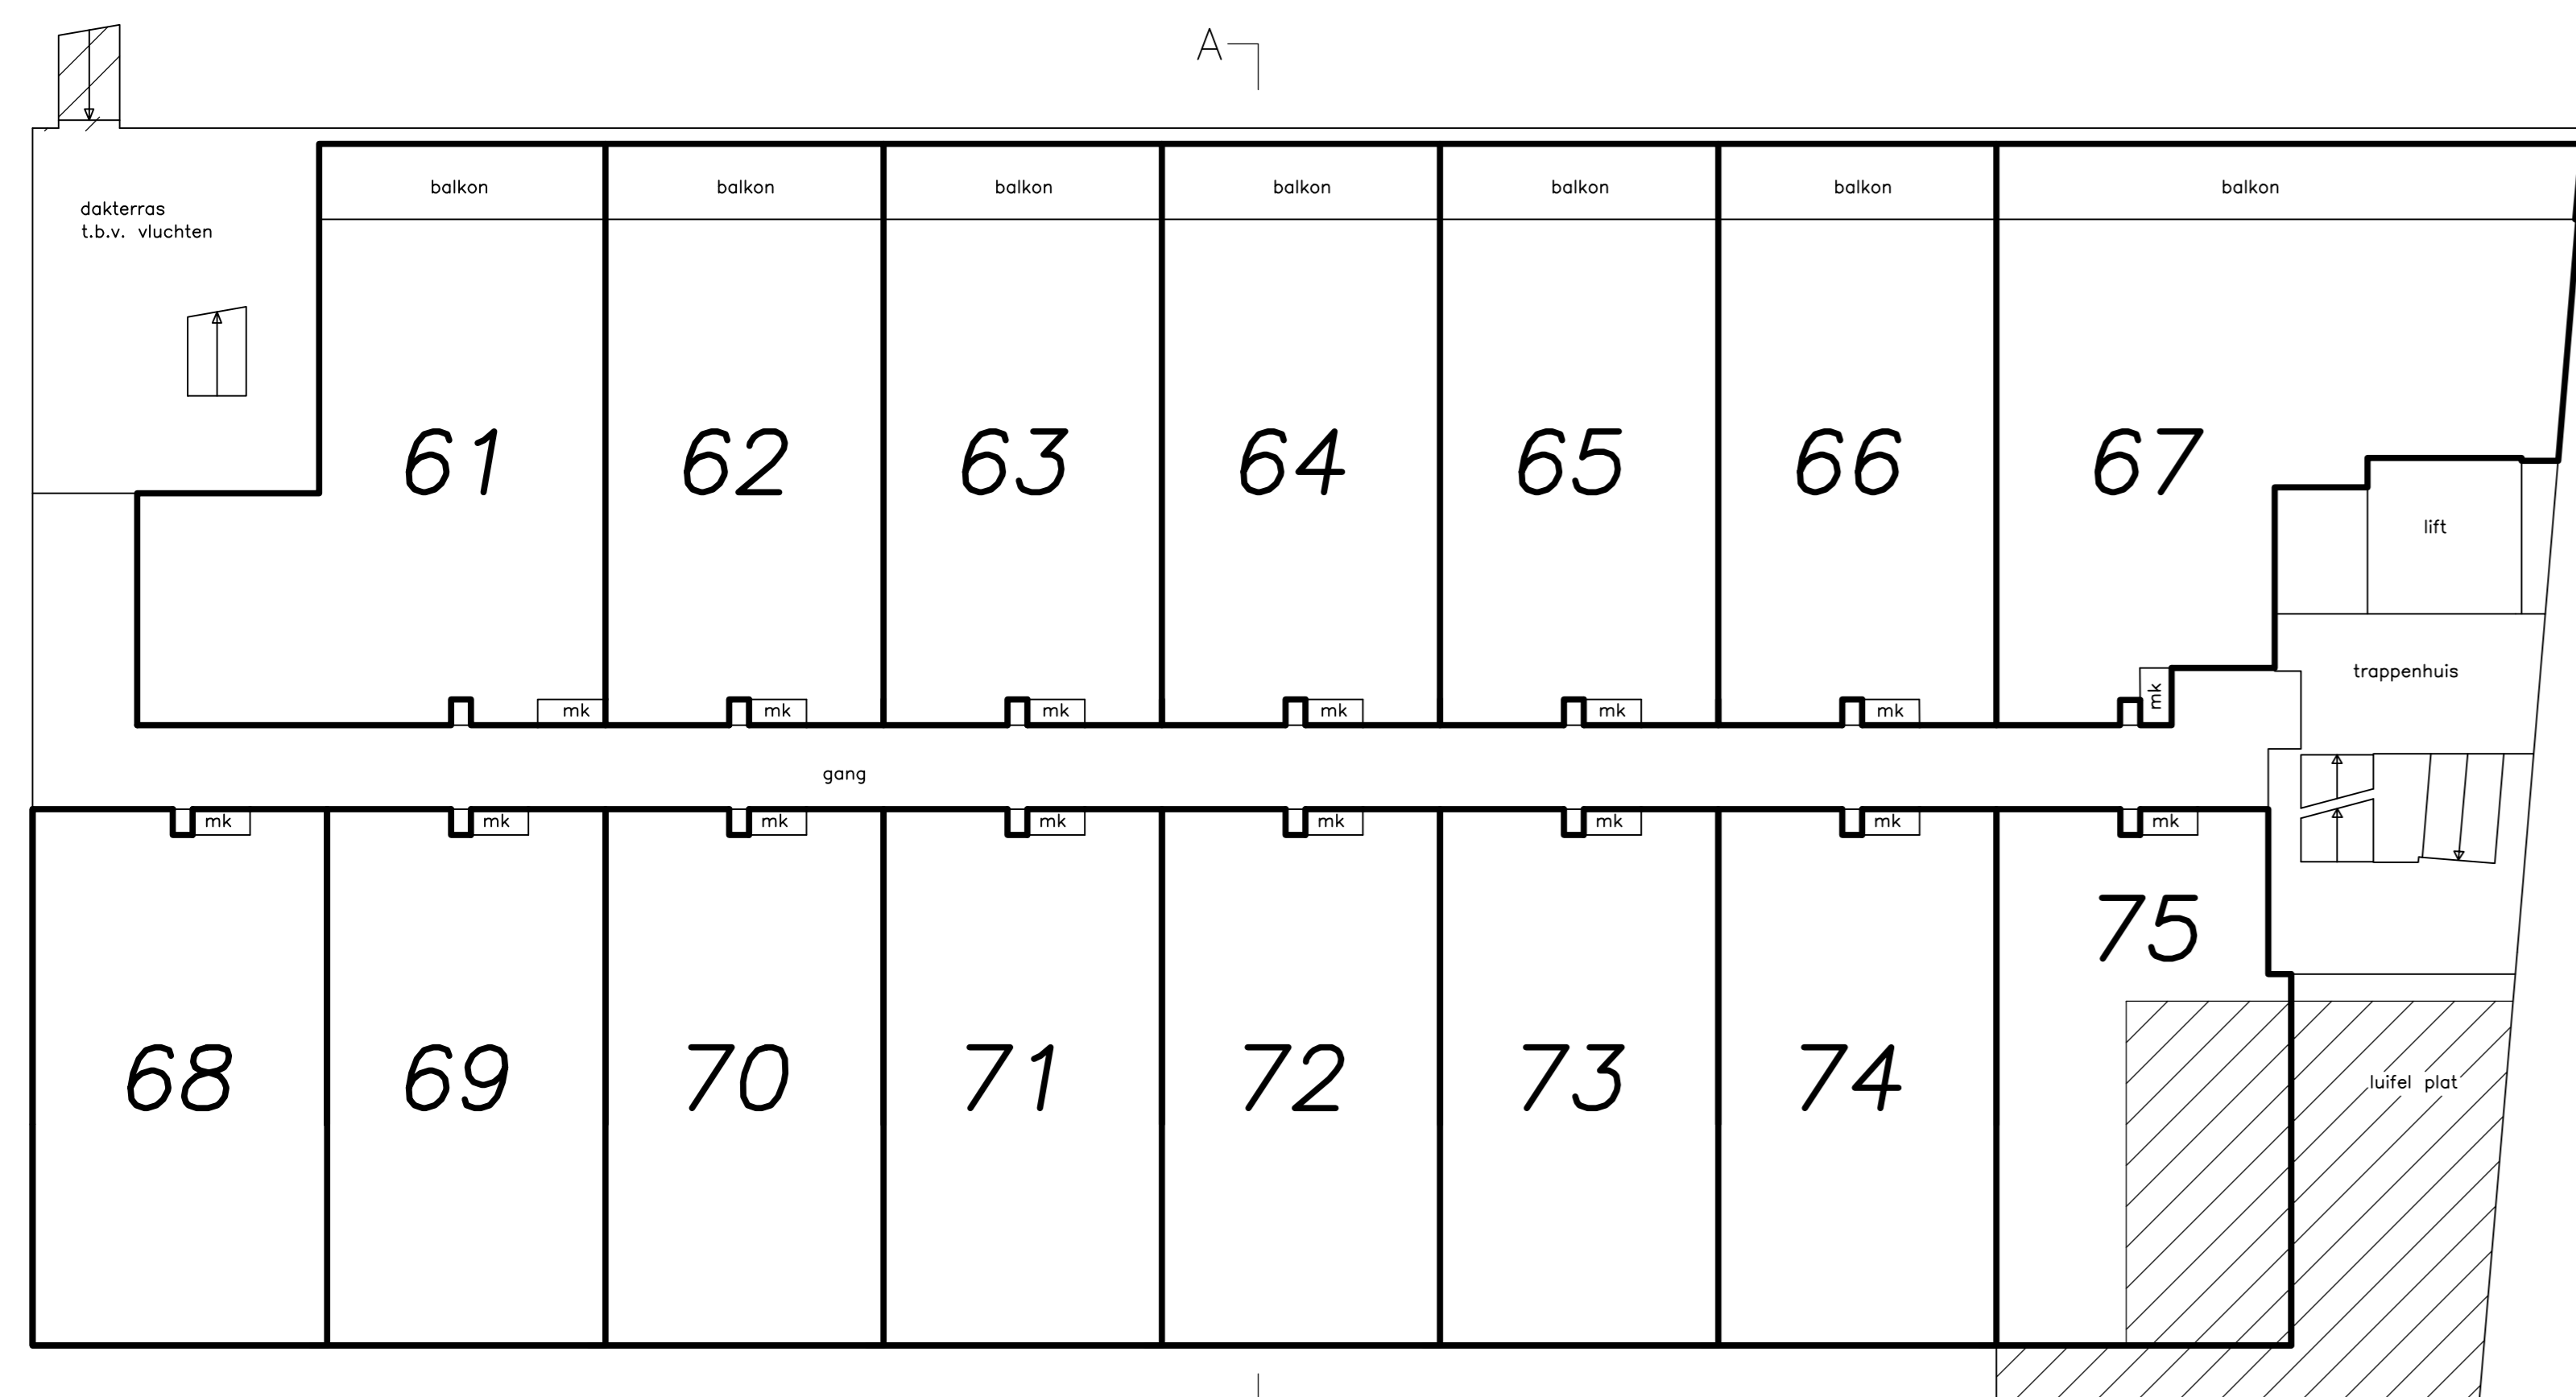 A
balkon balkon balkon balkon balkon balkon balkon
dakterras
t.b.v. vluchten
61 62 63 64 65 66 67
lift
trappenhuis
mk mk mk mk mk mk mk
gang
mk mk mk mk mk mk mk mk
75
68 69 70 71 72 73 74
luifel plat